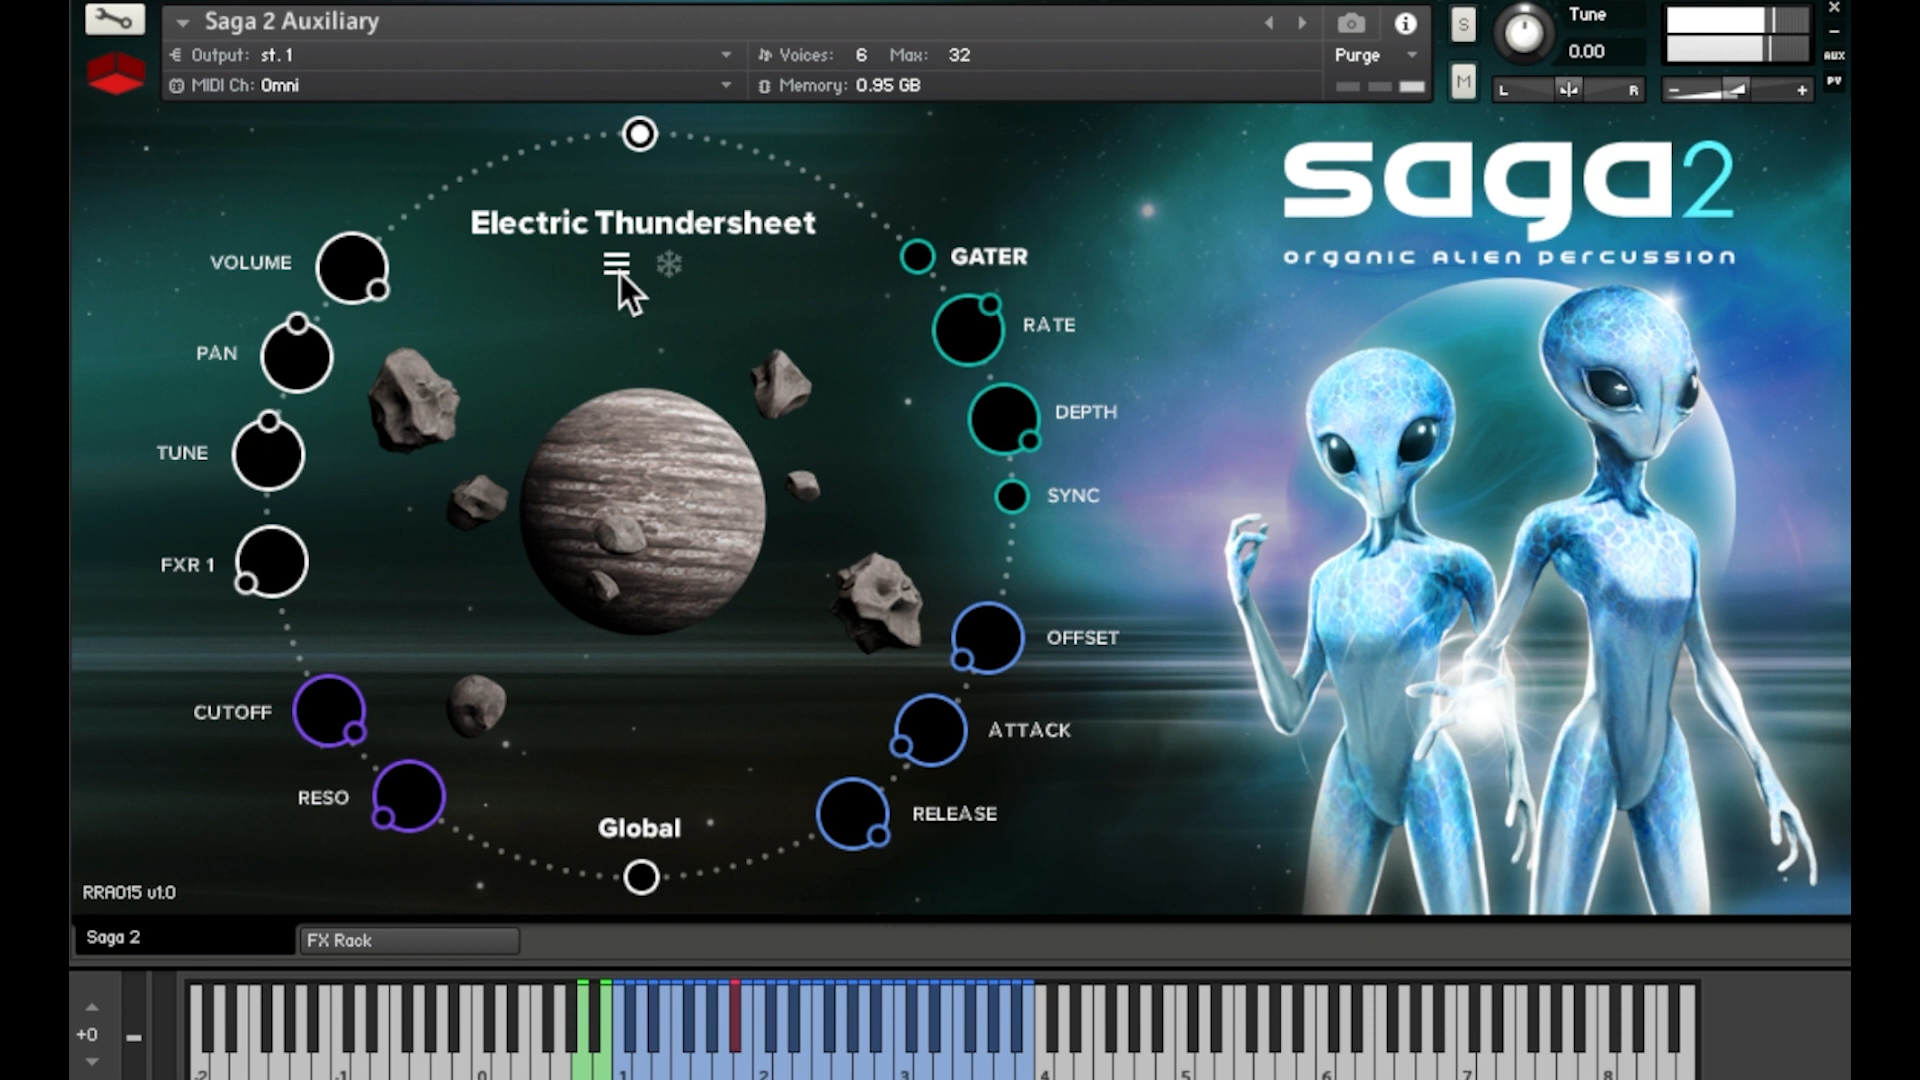 Saga 2 Auxiliary
Output: st.1
Voices: 6 Max: 32
Purge
MIDI Ch: Omni
Memory: 0.95 GB
S
M
Tune
0.00
L
R
-
+
×
-
AUX
PV
saga2
organic alien percussion
Electric Thundersheet
VOLUME
PAN
TUNE
FXR 1
CUTOFF
RESO
GATER
RATE
DEPTH
SYNC
OFFSET
ATTACK
RELEASE
Global
RRA015 v1.0
Saga 2
FX Rack
+0
-2 -1 0 1 2 3 4 5 6 7 8